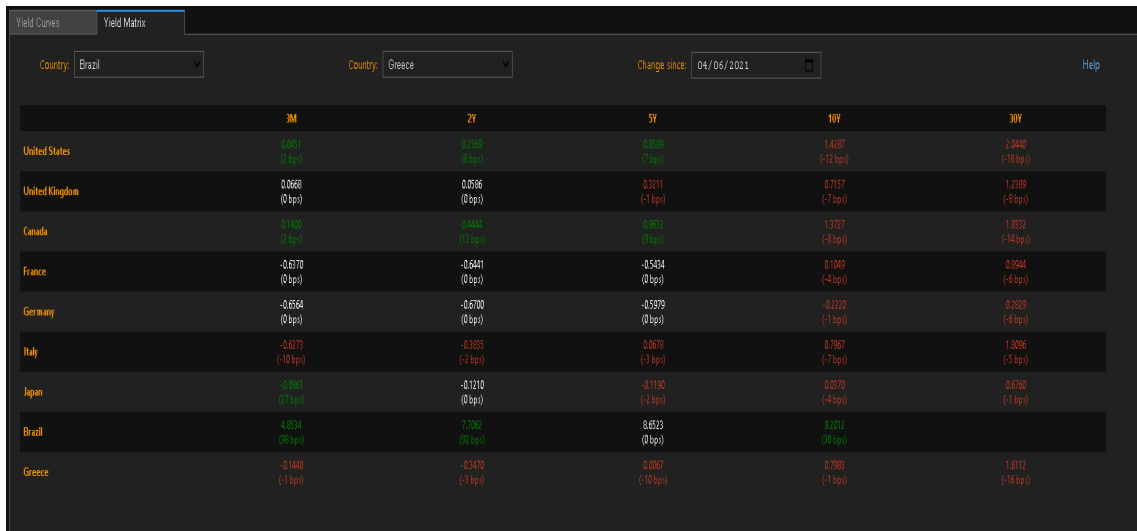 Yield Curves Yield Matrix
Country: Brazil Country: Greece Change since: 04/06/2021 Help
3M 2Y 5Y 10Y 30Y
United States 0.0451 0.2369 0.8589 1.4287 2.0440
(2 bps) (8 bps) (7 bps) (-12 bps) (-18 bps)
United Kingdom 0.0668 0.0586 0.3211 0.7157 1.2389
(0 bps) (0 bps) (-1 bps) (-7 bps) (-8 bps)
Canada 0.1400 0.4444 0.9632 1.3727 1.8332
(2 bps) (13 bps) (9 bps) (-8 bps) (-14 bps)
France -0.6370 -0.6441 -0.5434 0.1049 0.8944
(0 bps) (0 bps) (0 bps) (-4 bps) (-6 bps)
Germany -0.6564 -0.6700 -0.5979 -0.2220 0.2829
(0 bps) (0 bps) (0 bps) (-1 bps) (-6 bps)
Italy -0.6273 -0.3835 0.0678 0.7967 1.8096
(-10 bps) (-2 bps) (-3 bps) (-7 bps) (-5 bps)
Japan -0.0861 -0.1210 -0.1190 0.0370 0.6760
(27 bps) (0 bps) (-2 bps) (-4 bps) (-1 bps)
Brazil 4.8534 7.7062 8.6523 9.2012
(98 bps) (92 bps) (0 bps) (30 bps)
Greece -0.1448 -0.3470 0.0067 0.7983 1.6112
(-1 bps) (-3 bps) (-10 bps) (-1 bps) (-16 bps)